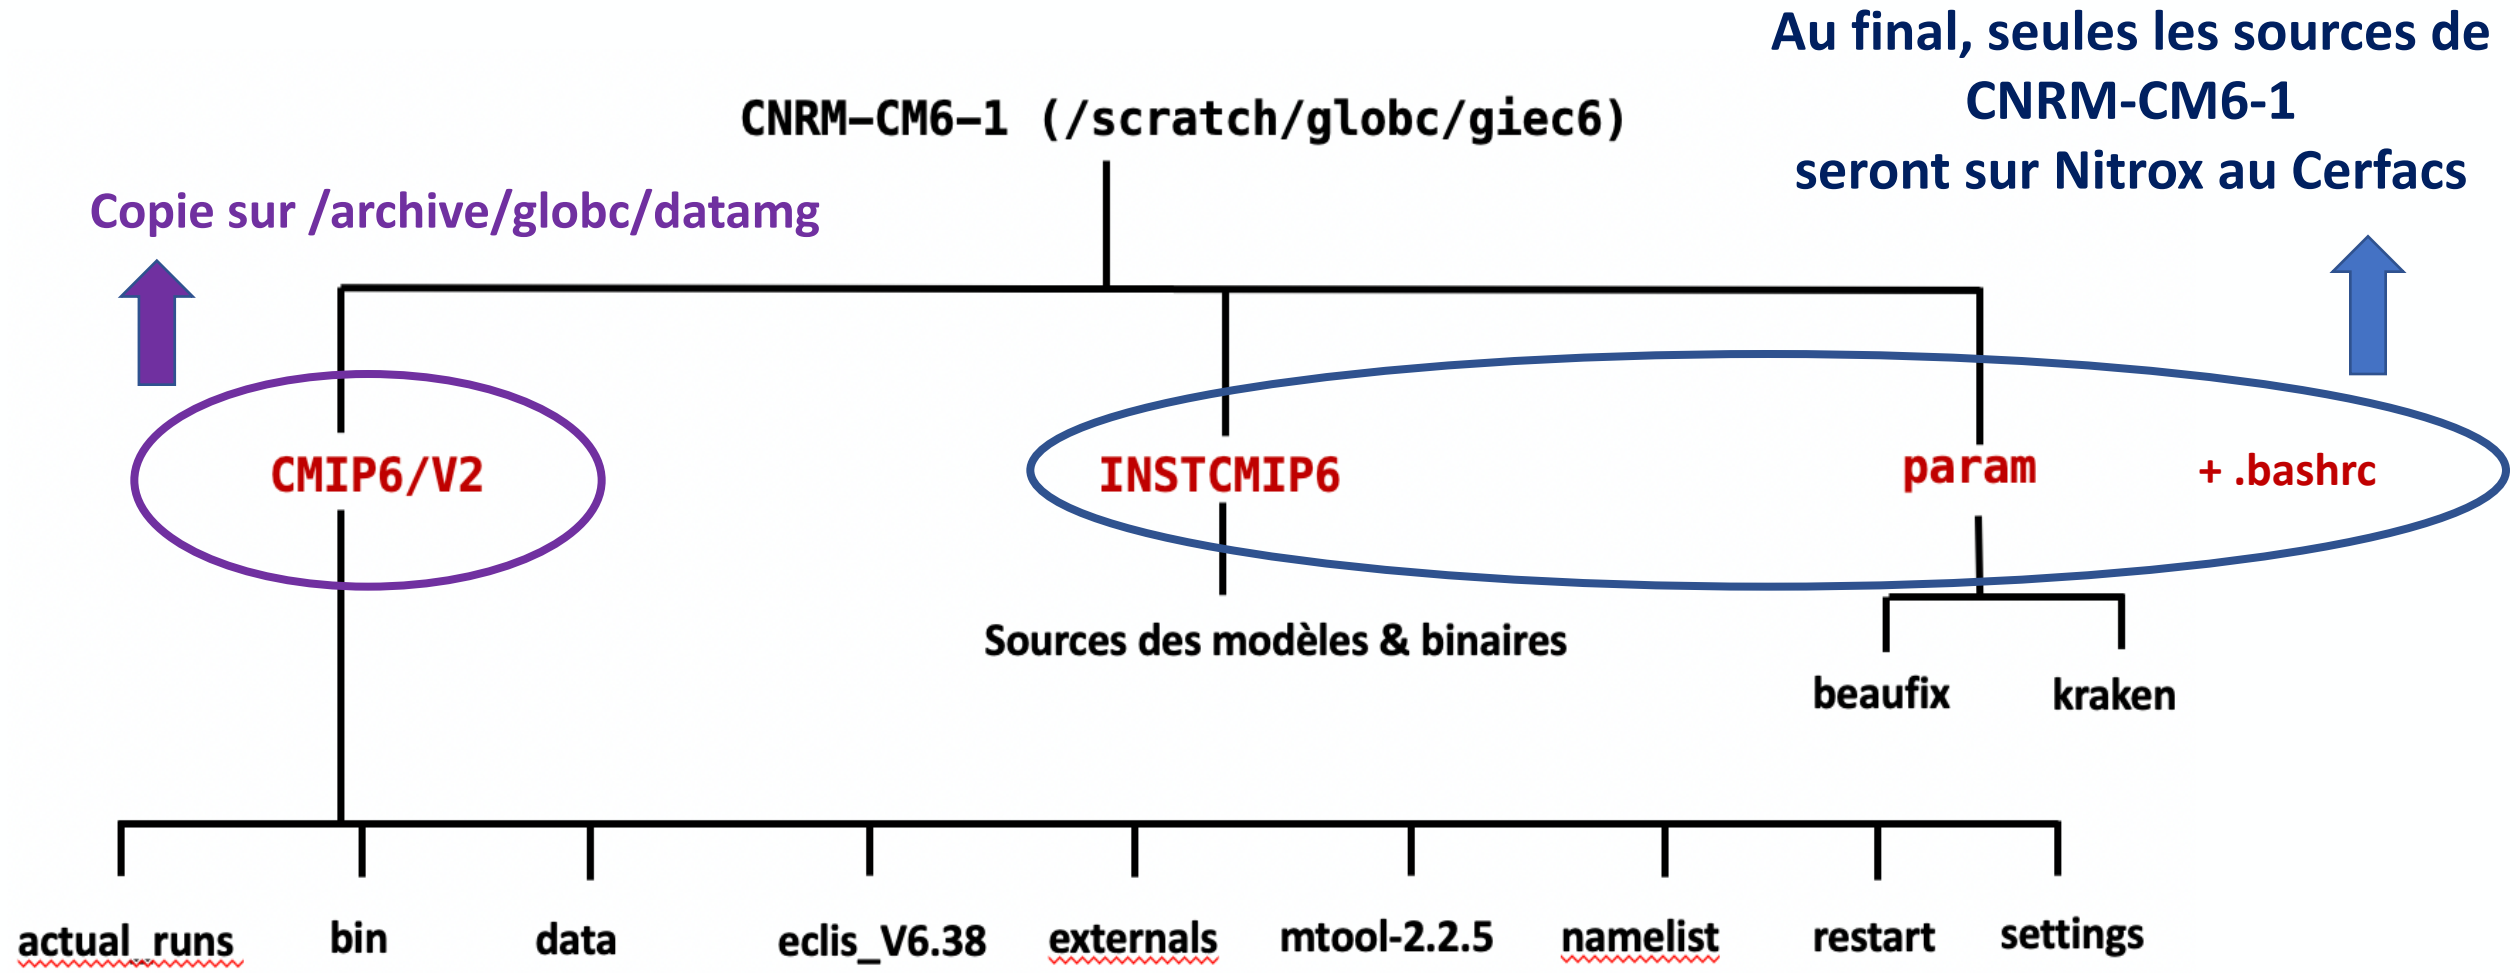 Au final, seules les sources de
CNRM-CM6-1
seront sur Nitrox au Cerfacs
CNRM-CM6-1 (/scratch/globc/giec6)
Copie sur /archive/globc/datamg
CMIP6/V2
INSTCMIP6
param
+ .bashrc
Sources des modèles & binaires
beaufix
kraken
actual_runs
bin
data
eclis_V6.38
externals
mtool-2.2.5
namelist
restart
settings